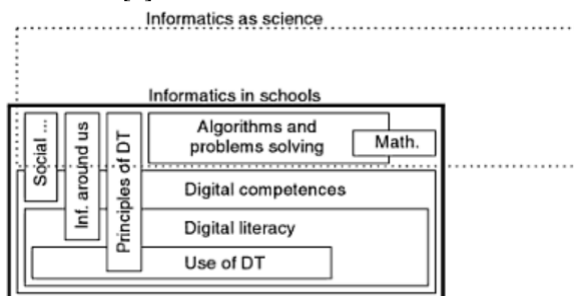 Informatics as science
Informatics in schools
Social ...
Inf. around us
Principles of DT
Algorithms and
problems solving
Math.
Digital competences
Digital literacy
Use of DT